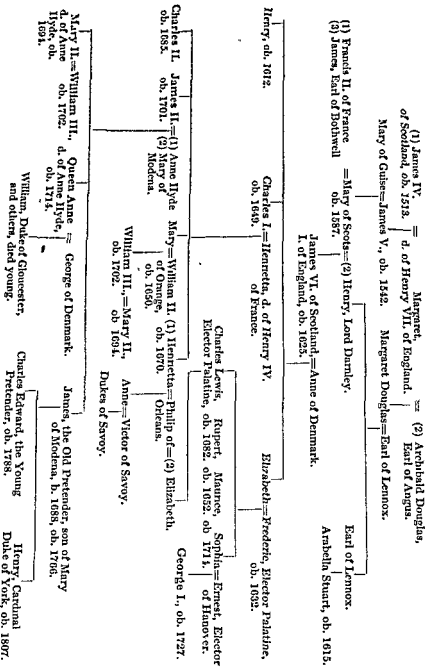 (1) James IV. = Margaret, = (2) Archibald Douglas,
of Scotland, ob. 1513. d. of Henry VII. of England. Earl of Angus.
Mary of Guise=James V., ob. 1542. Margaret Douglas=Earl of Lennox.
(1) Francis II. of France =Mary of Scots=(2) Henry, Lord Darnley. Earl of Lennox.
(3) James, Earl of Bothwell ob. 1587. Arabella Stuart, ob. 1615.
James VI. of Scotland,=Anne of Denmark.
I. of England, ob. 1625.
Henry, ob. 1612. Charles I.=Henrietta, d. of Henry IV. Elizabeth=Frederic, Elector Palatine,
ob. 1649. of France. ob. 1632.
Charles Lewis, Rupert, Maurice, Sophia=Ernest, Elector
Elector Palatine, ob. 1682. ob. 1652. ob 1714. of Hanover.
George I., ob. 1727.
Charles II. James II.=(1) Anne Hyde Mary=William II. (1) Henrietta=Philip of=(2) Elizabeth.
ob. 1685. ob. 1701. (2) Mary of of Orange, ob. 1670. Orleans.
Modena. ob. 1650.
William III.,=Mary II., Anne=Victor of Savoy.
ob. 1702. ob 1694.
Dukes of Savoy.
Mary II.=William III., Queen Anne = George of Denmark. James, the Old Pretender, son of Mary
d. of Anne ob. 1702. d. of Anne Hyde, of Modena, b. 1688, ob. 1766.
Hyde, ob. ob. 1714.
1694.
William, Duke of Gloucester, Charles Edward, the Young Henry, Cardinal
and others, died young. Pretender, ob. 1788. Duke of York, ob. 1807.